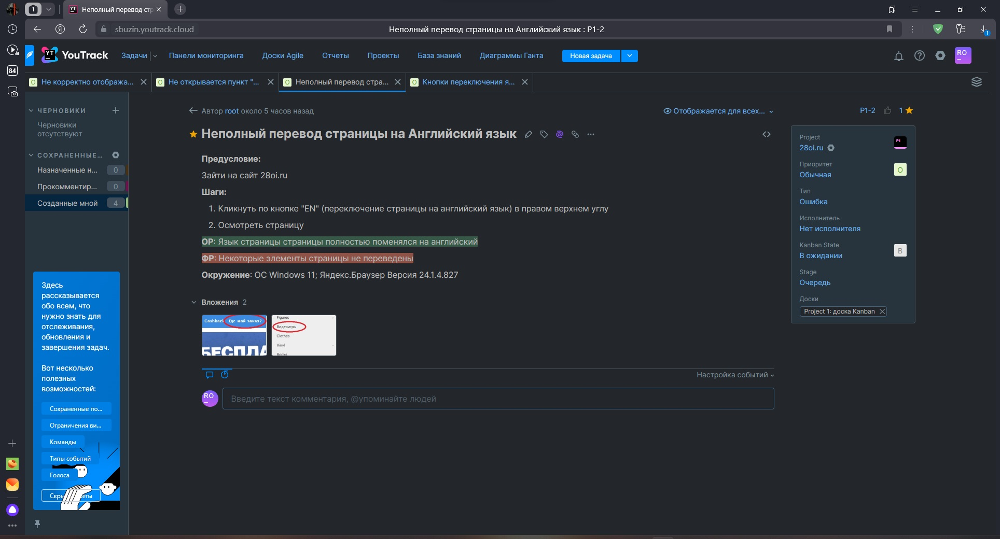 1
Неполный перевод стр
sbuzin.youtrack.cloud
Неполный перевод страницы на Английский язык : P1-2
1
84
YT
YouTrack
Задачи
Панели мониторинга
Доски Agile
Отчеты
Проекты
База знаний
Диаграммы Ганта
Новая задача
RO
О Не корректно отобража...
О Не открывается пункт "...
О Неполный перевод стра...
О Кнопки переключения я...
ЧЕРНОВИКИ
Черновики
отсутствуют
СОХРАНЕННЫЕ...
Назначенные н... 0
Прокомментир... 0
Созданные мной 4
Здесь
рассказывается
обо всем, что
нужно знать для
отслеживания,
обновления и
завершения задач.
Вот несколько
полезных
возможностей:
Сохраненные по...
Ограничения ви...
Команды
Типы событий
Голоса
Автор root около 5 часов назад
Отображается для всех...
Неполный перевод страницы на Английский язык
Предусловие:
Зайти на сайт 28oi.ru
Шаги:
1. Кликнуть по кнопке "EN" (переключение страницы на английский язык) в правом верхнем углу
2. Осмотреть страницу
ОР: Язык страницы страницы полностью поменялся на английский
ФР: Некоторые элементы страницы не переведены
Окружение: ОС Windows 11; Яндекс.Браузер Версия 24.1.4.827
Вложения 2
Cashback Где мой заказ?
БЕСПЛА
Figures
Видеоигры
Clothes
Vinyl
Books
Настройка событий
RO
Введите текст комментария, @упоминайте людей
P1-2
1
Project
28oi.ru
P1
Приоритет
Обычная
О
Тип
Ошибка
Исполнитель
Нет исполнителя
Kanban State
В ожидании
В
Stage
Очередь
Доски
Project 1: доска Kanban